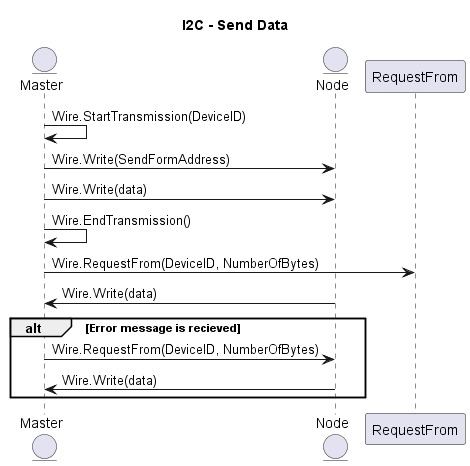 I2C - Send Data
Master
Node
RequestFrom
Wire.StartTransmission(DeviceID)
Wire.Write(SendFormAddress)
Wire.Write(data)
Wire.EndTransmission()
Wire.RequestFrom(DeviceID, NumberOfBytes)
Wire.Write(data)
alt [Error message is recieved]
Wire.RequestFrom(DeviceID, NumberOfBytes)
Wire.Write(data)
Master
Node
RequestFrom